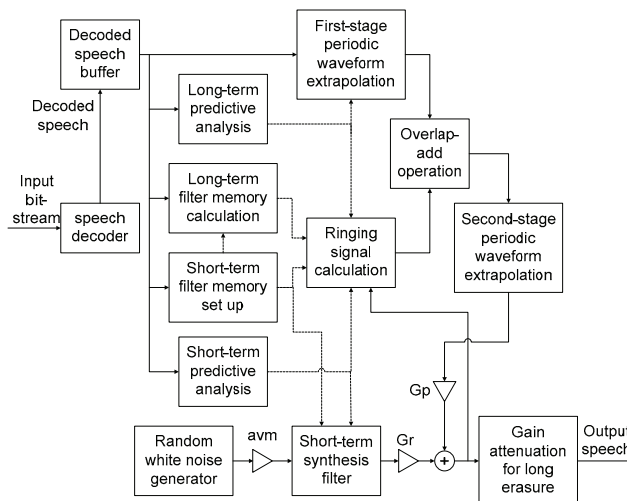 Decoded
speech
buffer
First-stage
periodic
waveform
extrapolation
Decoded
speech
Long-term
predictive
analysis
Overlap-
add
operation
Input
bit-
stream
speech
decoder
Long-term
filter memory
calculation
Ringing
signal
calculation
Second-stage
periodic
waveform
extrapolation
Short-term
filter memory
set up
Short-term
predictive
analysis
Gp
Random
white noise
generator
avm
Short-term
synthesis
filter
Gr
+
Gain
attenuation
for long
erasure
Output
speech